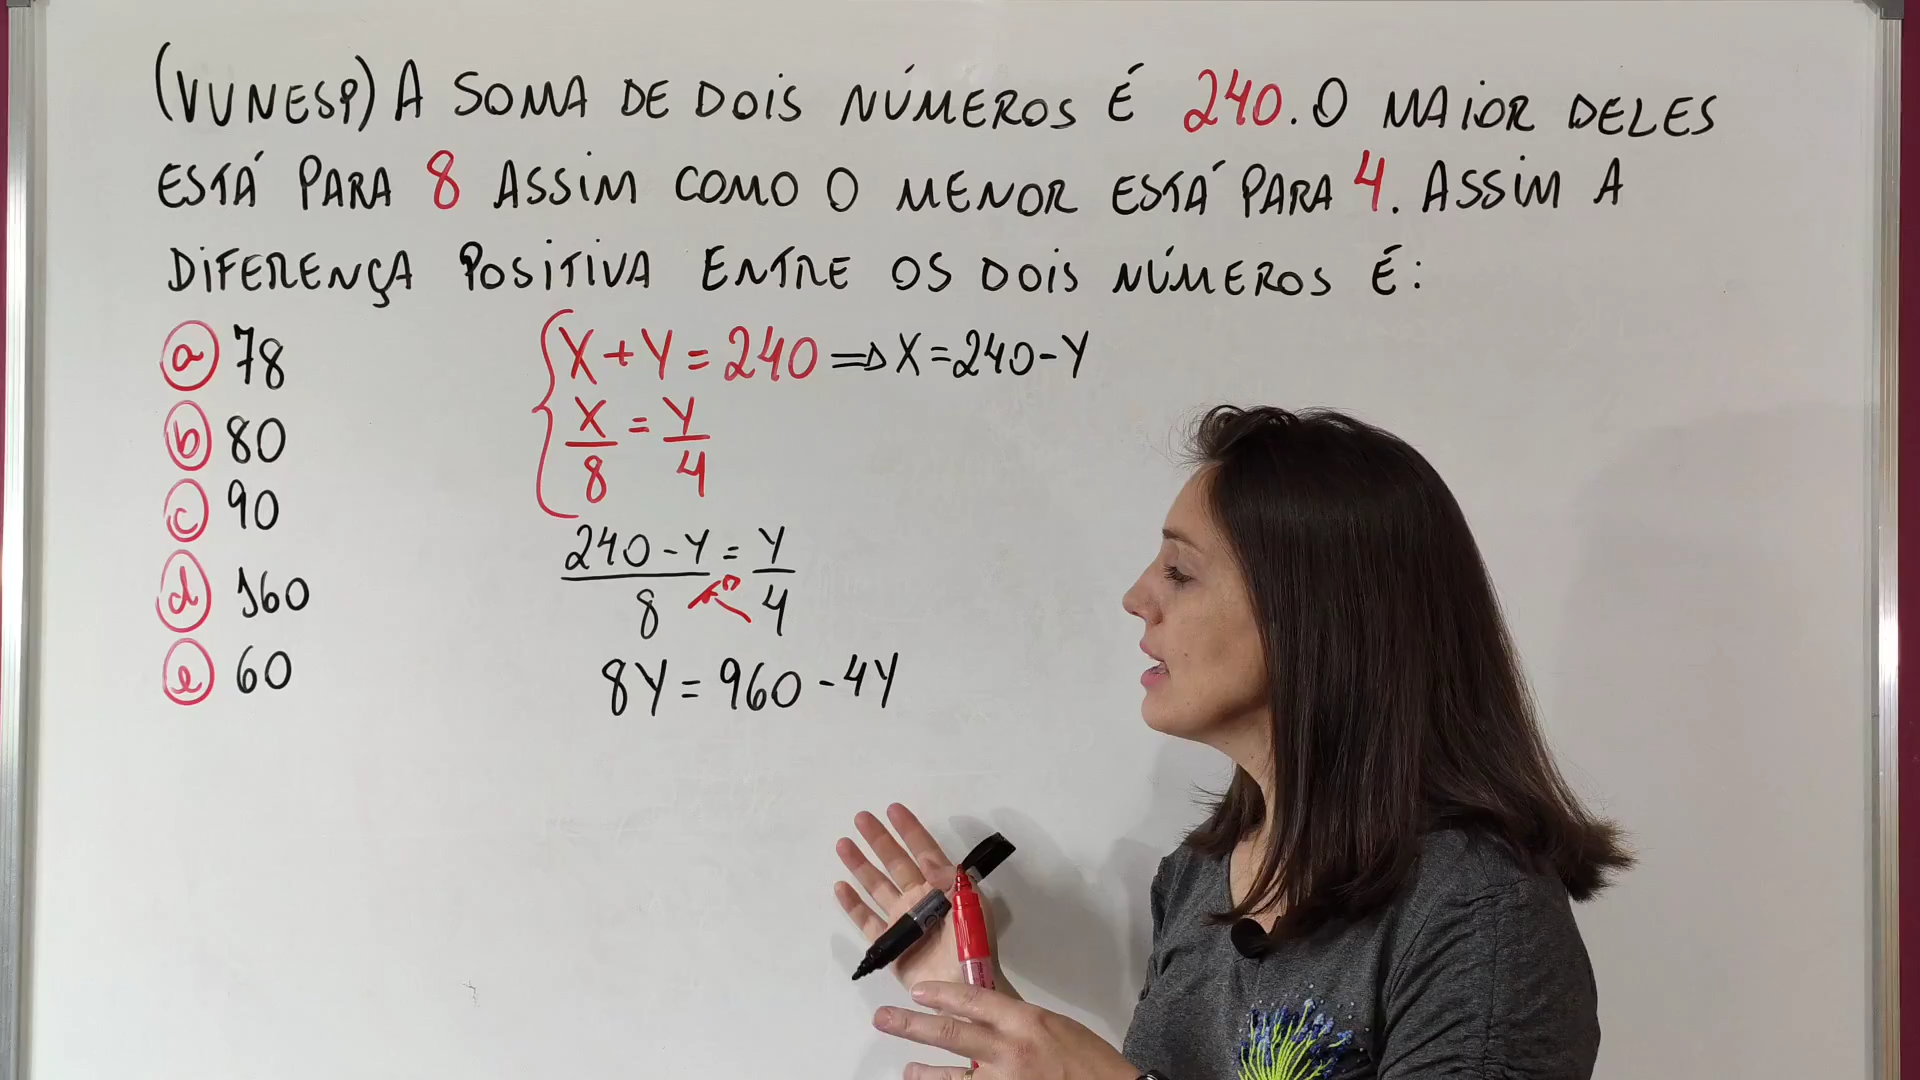 (VUNESP) A SOMA DE DOIS NÚMEROS É 240. O MAIOR DELES
ESTÁ PARA 8 ASSIM COMO O MENOR ESTÁ PARA 4. ASSIM A
DIFERENÇA POSITIVA ENTRE OS DOIS NÚMEROS É:
a 78
b 80
c 90
d 160
e 60
X+Y=240 ⇒ X=240-Y
X/8 = Y/4
240-Y/8 = Y/4
8Y=960-4Y